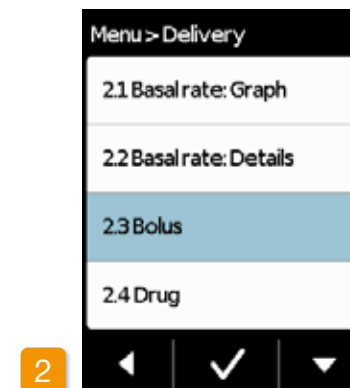 Menu > Delivery
2.1 Basal rate: Graph
2.2 Basal rate: Details
2.3 Bolus
2.4 Drug
2